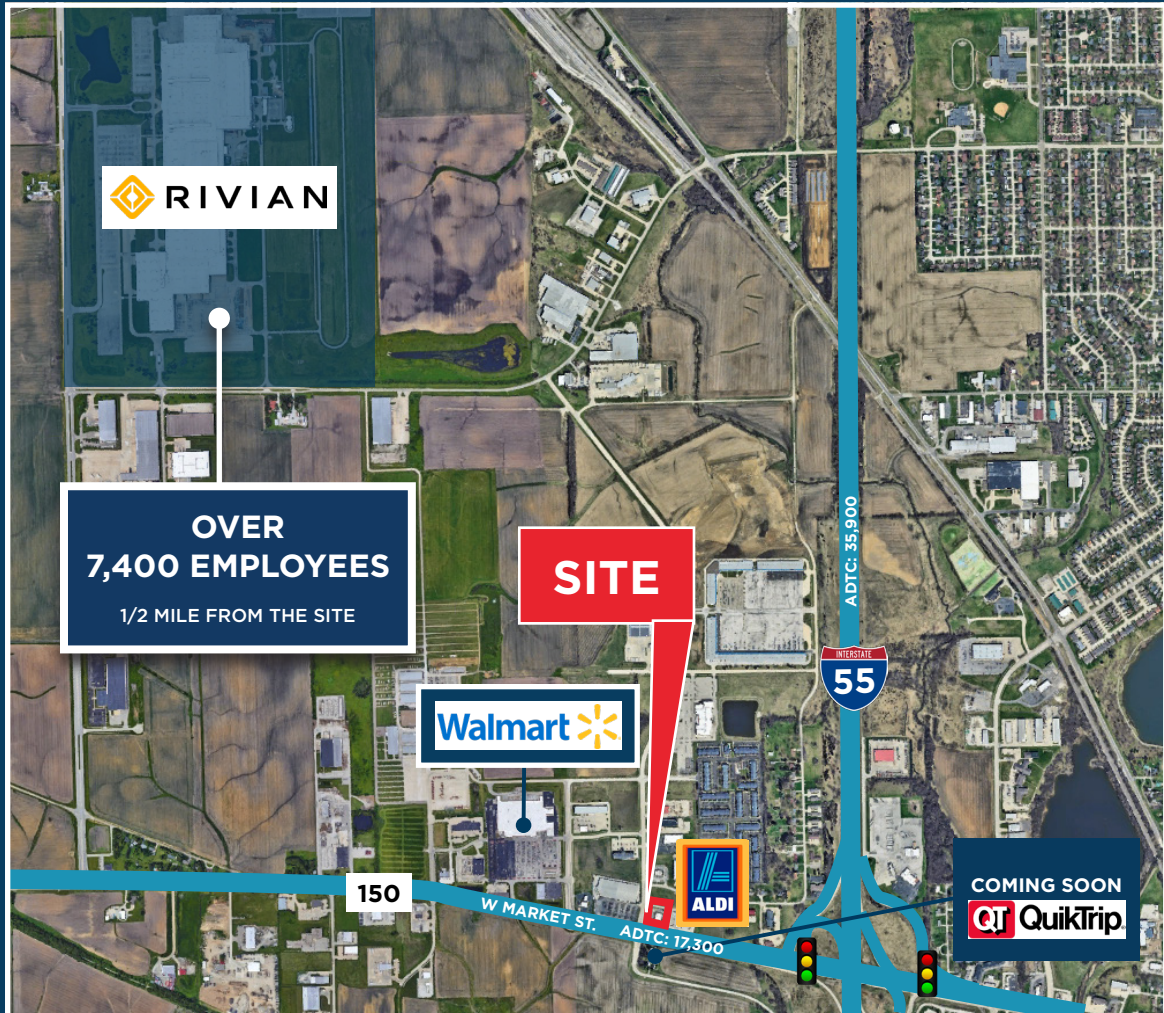 RIVIAN
OVER
7,400 EMPLOYEES
1/2 MILE FROM THE SITE
SITE
ADTC: 35,900
INTERSTATE
55
Walmart
ALDI
150
W MARKET ST.
ADTC: 17,300
COMING SOON
QT QuikTrip